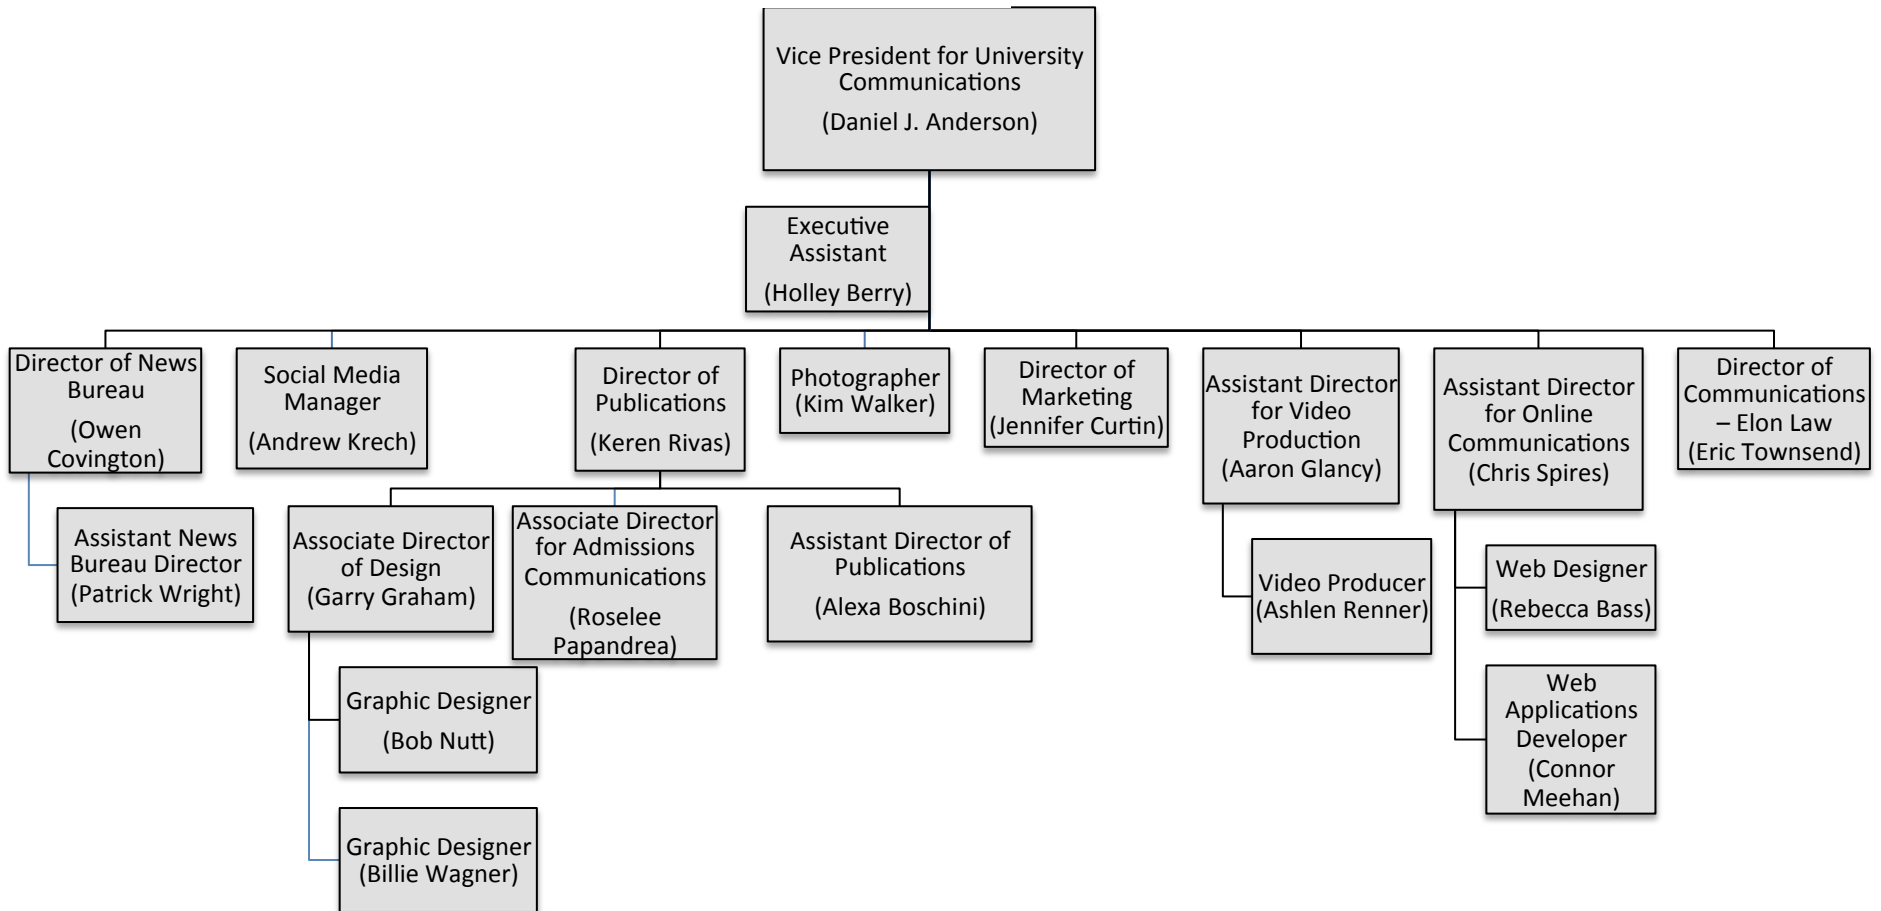 Vice President for University
Communications
(Daniel J. Anderson)
Executive
Assistant
(Holley Berry)
Director of News
Bureau
(Owen
Covington)
Social Media
Manager
(Andrew Krech)
Director of
Publications
(Keren Rivas)
Photographer
(Kim Walker)
Director of
Marketing
(Jennifer Curtin)
Assistant Director
for Video
Production
(Aaron Glancy)
Assistant Director
for Online
Communications
(Chris Spires)
Director of
Communications
– Elon Law
(Eric Townsend)
Assistant News
Bureau Director
(Patrick Wright)
Associate Director
of Design
(Garry Graham)
Associate Director
for Admissions
Communications
(Roselee
Papandrea)
Assistant Director of
Publications
(Alexa Boschini)
Video Producer
(Ashlen Renner)
Web Designer
(Rebecca Bass)
Graphic Designer
(Bob Nutt)
Web
Applications
Developer
(Connor
Meehan)
Graphic Designer
(Billie Wagner)